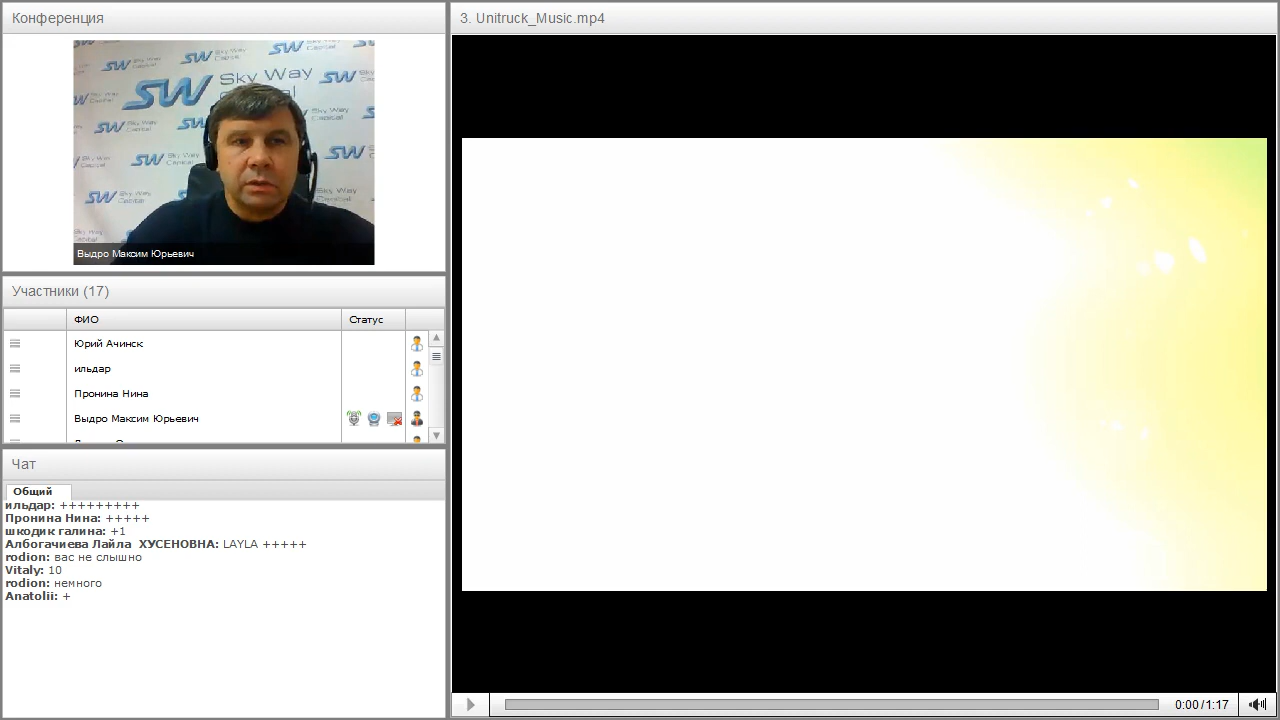 Конференция
SW Sky Way Capital
Выдро Максим Юрьевич
Участники (17)
ФИО Статус
Юрий Ачинск
ильдар
Пронина Нина
Выдро Максим Юрьевич
Чат
Общий
ильдар: +++++++++
Пронина Нина: +++++
шкодик галина: +1
Албогачиева Лайла ХУСЕНОВНА: LAYLA +++++
rodion: вас не слышно
Vitaly: 10
rodion: немного
Anatolii: +
3. Unitruck_Music.mp4
0:00/1:17